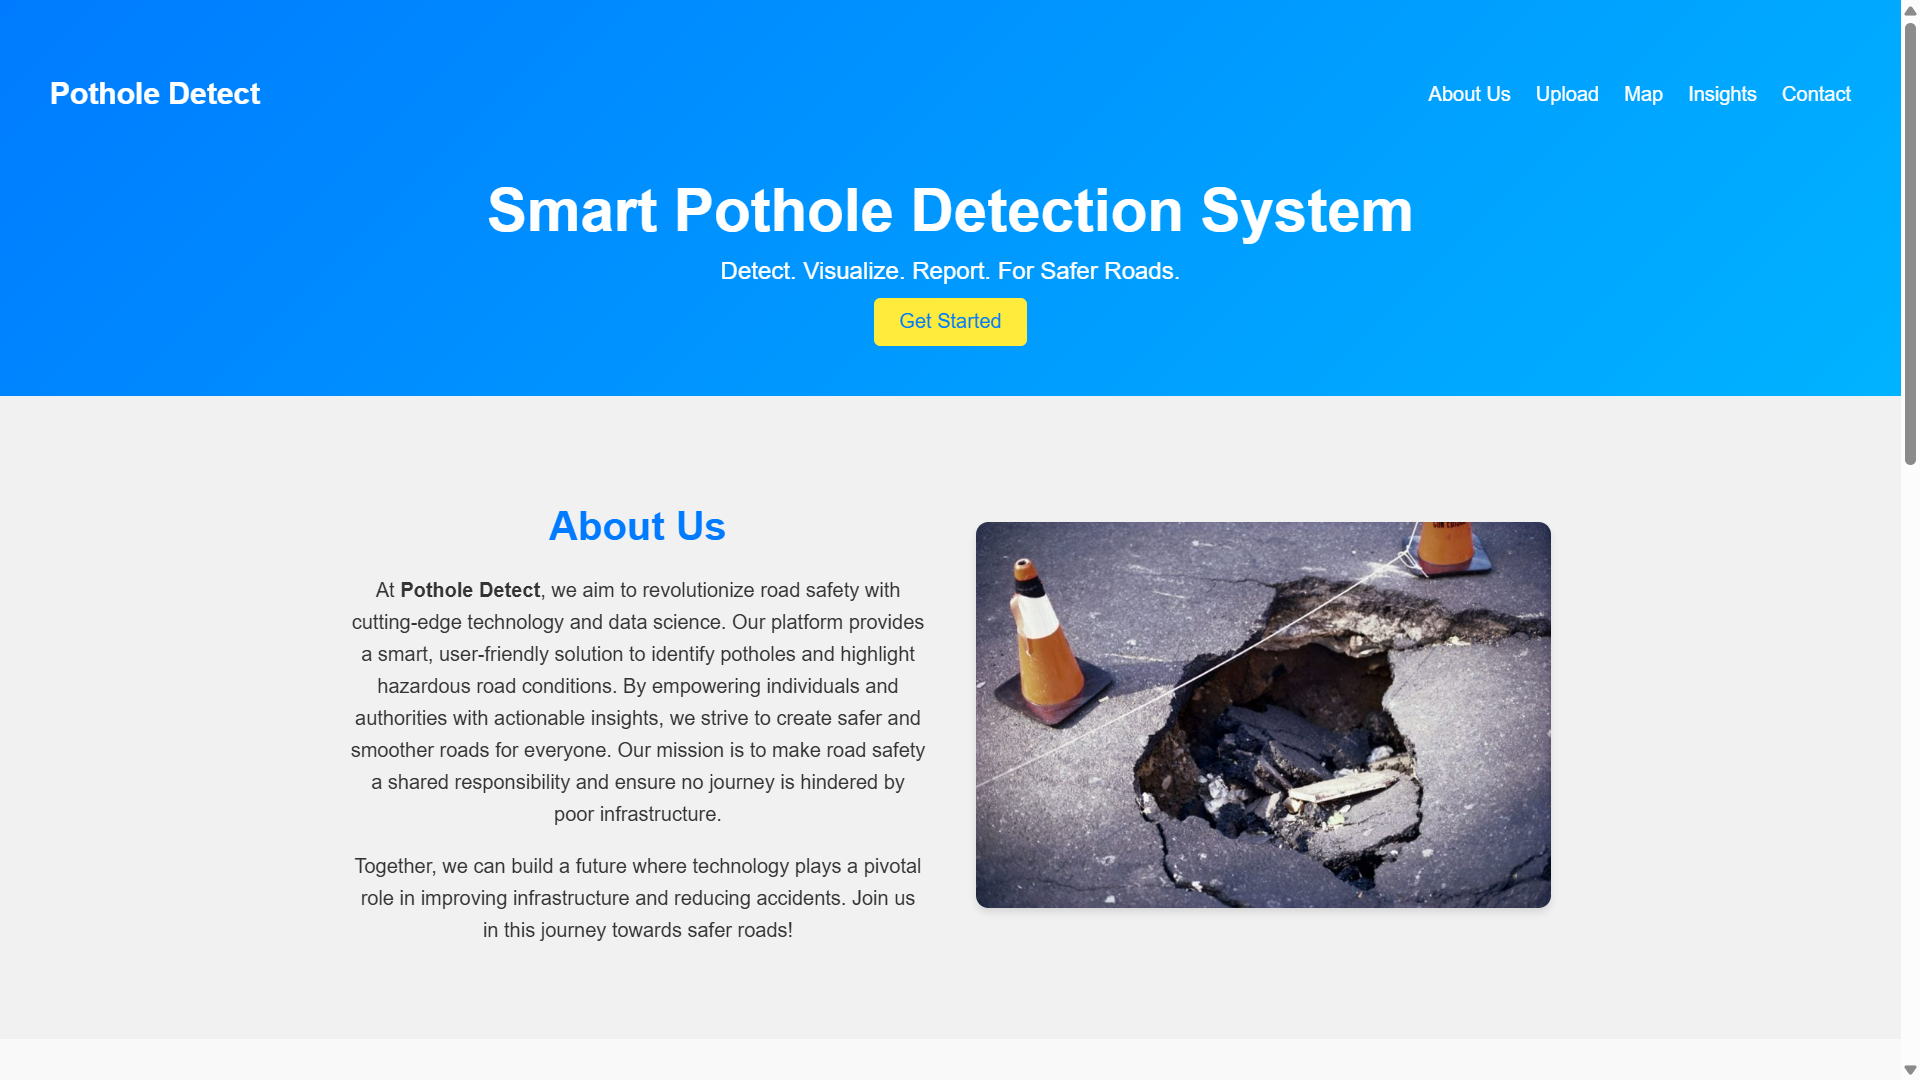 Pothole Detect
About Us
Upload
Map
Insights
Contact
Smart Pothole Detection System
Detect. Visualize. Report. For Safer Roads.
Get Started
About Us
At Pothole Detect, we aim to revolutionize road safety with
cutting-edge technology and data science. Our platform provides
a smart, user-friendly solution to identify potholes and highlight
hazardous road conditions. By empowering individuals and
authorities with actionable insights, we strive to create safer and
smoother roads for everyone. Our mission is to make road safety
a shared responsibility and ensure no journey is hindered by
poor infrastructure.
Together, we can build a future where technology plays a pivotal
role in improving infrastructure and reducing accidents. Join us
in this journey towards safer roads!